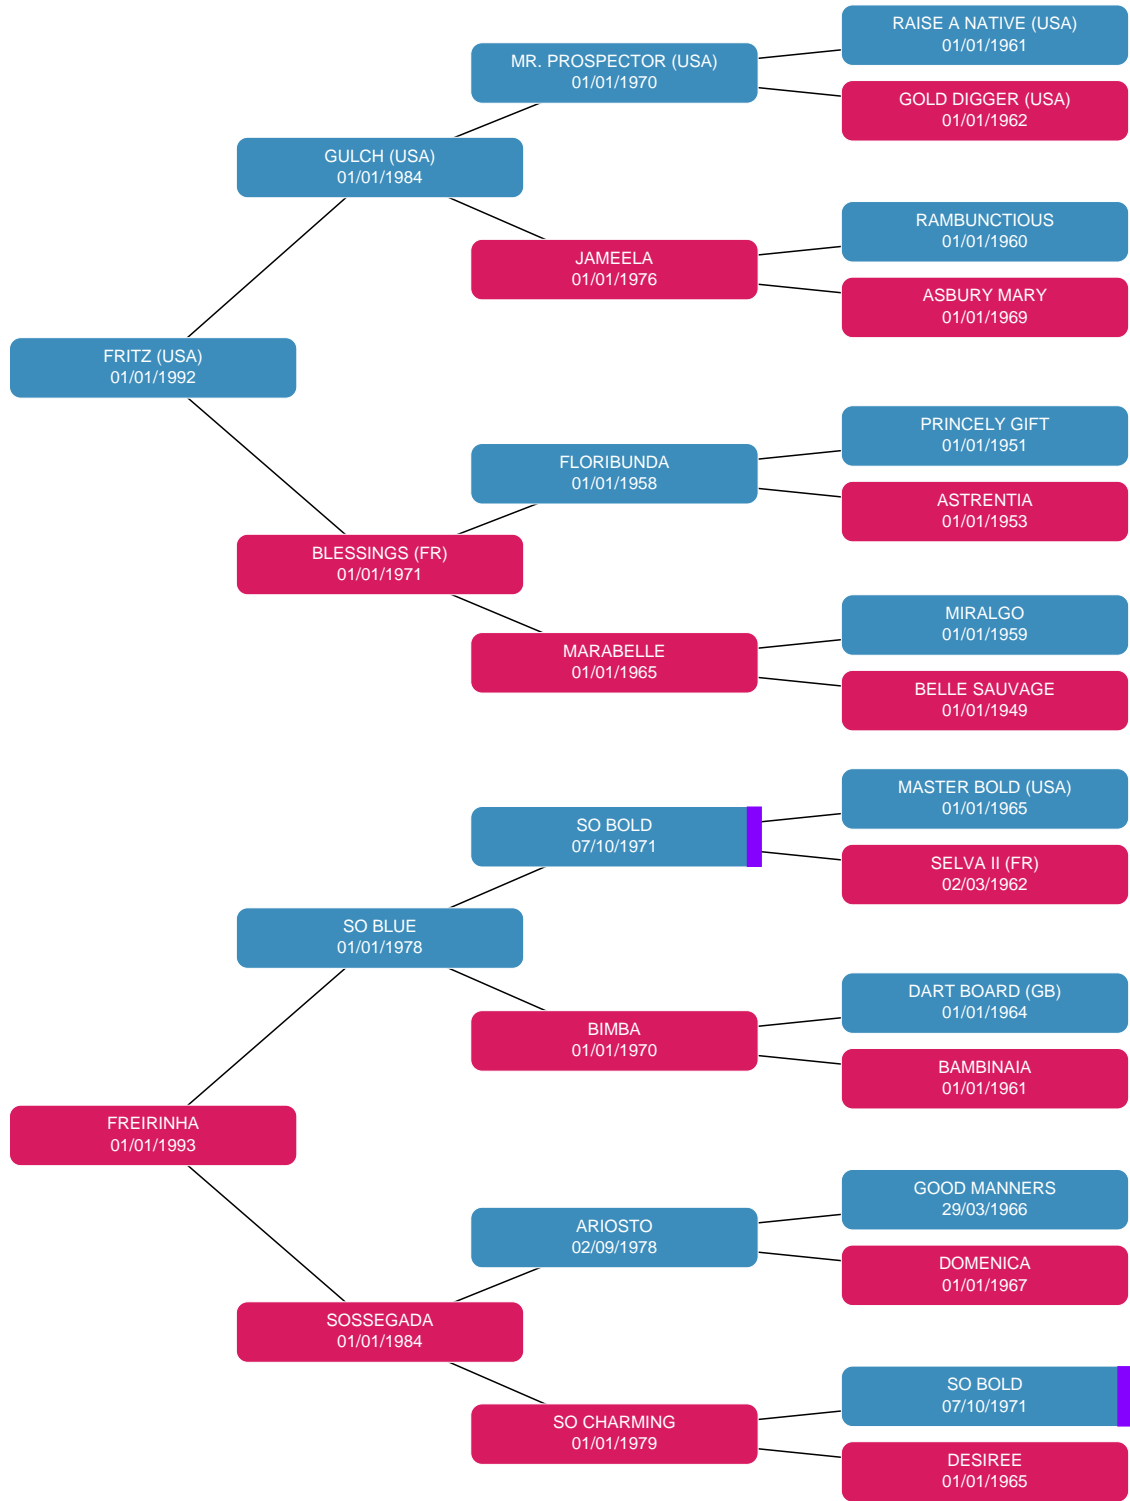 RAISE A NATIVE (USA)
01/01/1961
MR. PROSPECTOR (USA)
01/01/1970
GOLD DIGGER (USA)
01/01/1962
GULCH (USA)
01/01/1984
RAMBUNCTIOUS
01/01/1960
JAMEELA
01/01/1976
ASBURY MARY
01/01/1969
FRITZ (USA)
01/01/1992
PRINCELY GIFT
01/01/1951
FLORIBUNDA
01/01/1958
ASTRENTIA
01/01/1953
BLESSINGS (FR)
01/01/1971
MIRALGO
01/01/1959
MARABELLE
01/01/1965
BELLE SAUVAGE
01/01/1949
MASTER BOLD (USA)
01/01/1965
SO BOLD
07/10/1971
SELVA II (FR)
02/03/1962
SO BLUE
01/01/1978
DART BOARD (GB)
01/01/1964
BIMBA
01/01/1970
BAMBINAIA
01/01/1961
FREIRINHA
01/01/1993
GOOD MANNERS
29/03/1966
ARIOSTO
02/09/1978
DOMENICA
01/01/1967
SOSSEGADA
01/01/1984
SO BOLD
07/10/1971
SO CHARMING
01/01/1979
DESIREE
01/01/1965